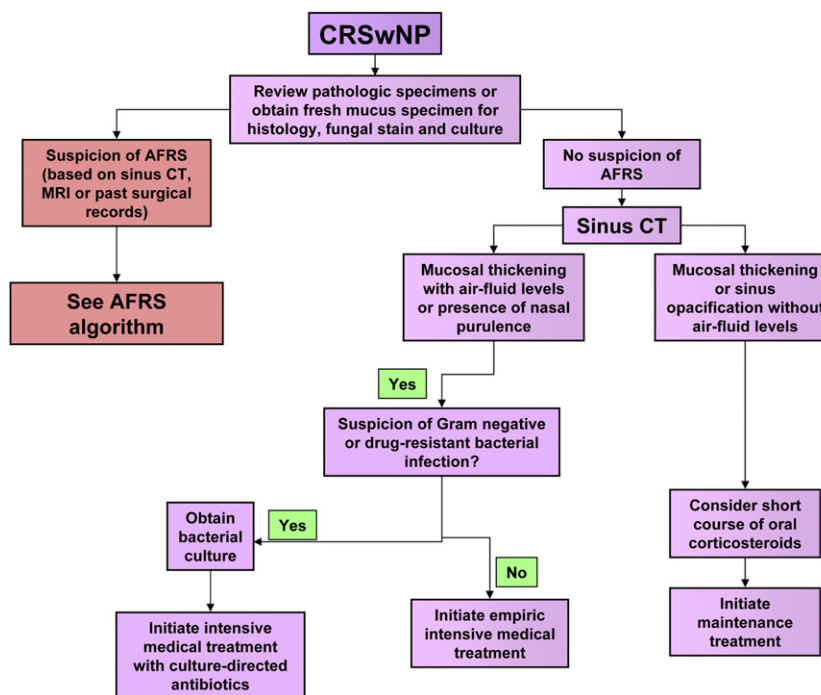 CRSwNP
Review pathologic specimens or
obtain fresh mucus specimen for
histology, fungal stain and culture
Suspicion of AFRS
(based on sinus CT,
MRI or past surgical
records)
No suspicion of
AFRS
Sinus CT
See AFRS
algorithm
Mucosal thickening
with air-fluid levels
or presence of nasal
purulence
Mucosal thickening
or sinus
opacification without
air-fluid levels
Yes
Suspicion of Gram negative
or drug-resistant bacterial
infection?
Obtain
bacterial
culture
Yes
No
Consider short
course of oral
corticosteroids
Initiate intensive
medical treatment
with culture-directed
antibiotics
Initiate empiric
intensive medical
treatment
Initiate
maintenance
treatment